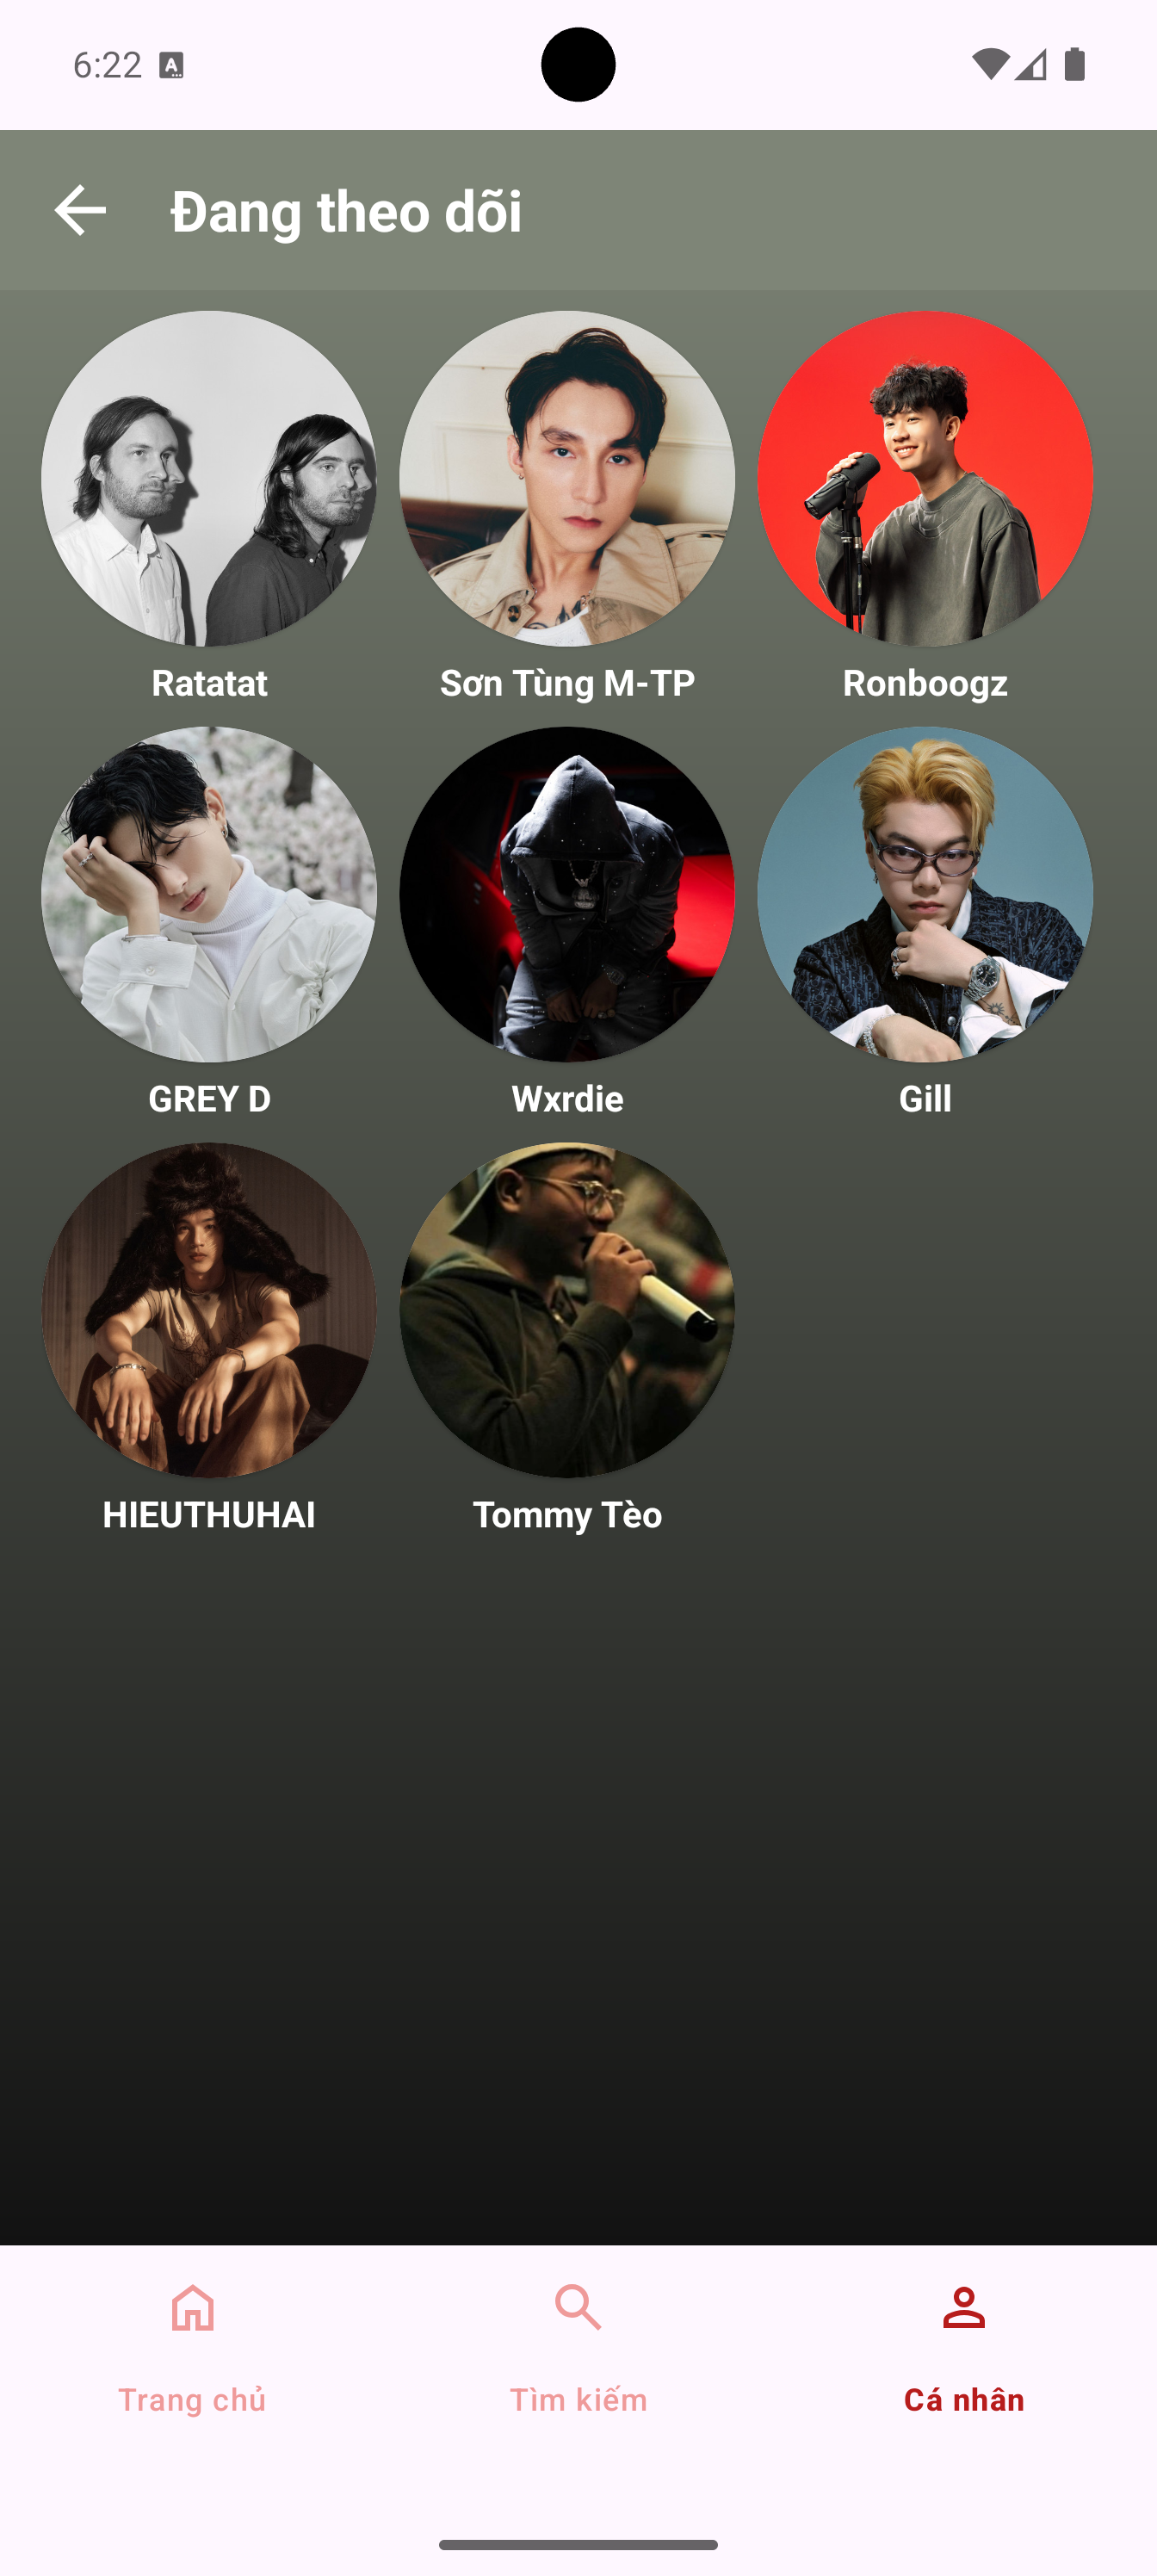 6:22
Đang theo dõi
Ratatat
Sơn Tùng M-TP
Ronboogz
GREY D
Wxrdie
Gill
HIEUTHUHAI
Tommy Tèo
Trang chủ
Tìm kiếm
Cá nhân